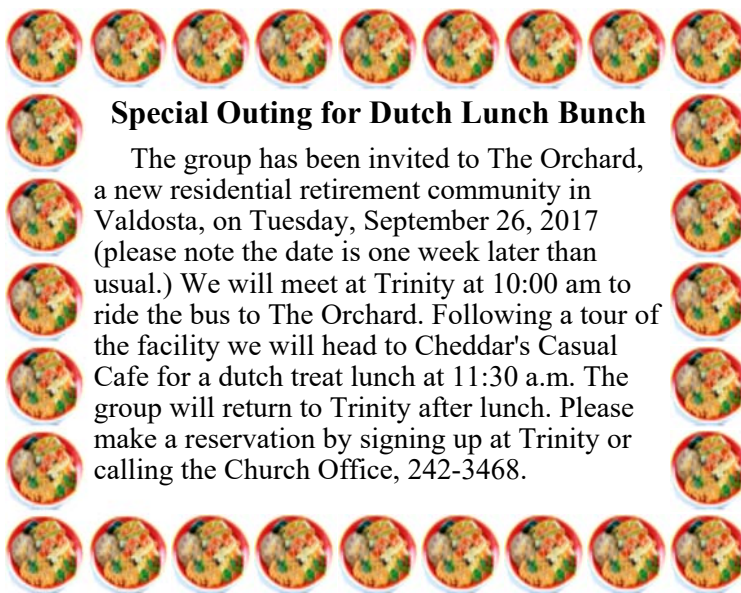 Special Outing for Dutch Lunch Bunch
The group has been invited to The Orchard,
a new residential retirement community in
Valdosta, on Tuesday, September 26, 2017
(please note the date is one week later than
usual.) We will meet at Trinity at 10:00 am to
ride the bus to The Orchard. Following a tour of
the facility we will head to Cheddar's Casual
Cafe for a dutch treat lunch at 11:30 a.m. The
group will return to Trinity after lunch. Please
make a reservation by signing up at Trinity or
calling the Church Office, 242-3468.